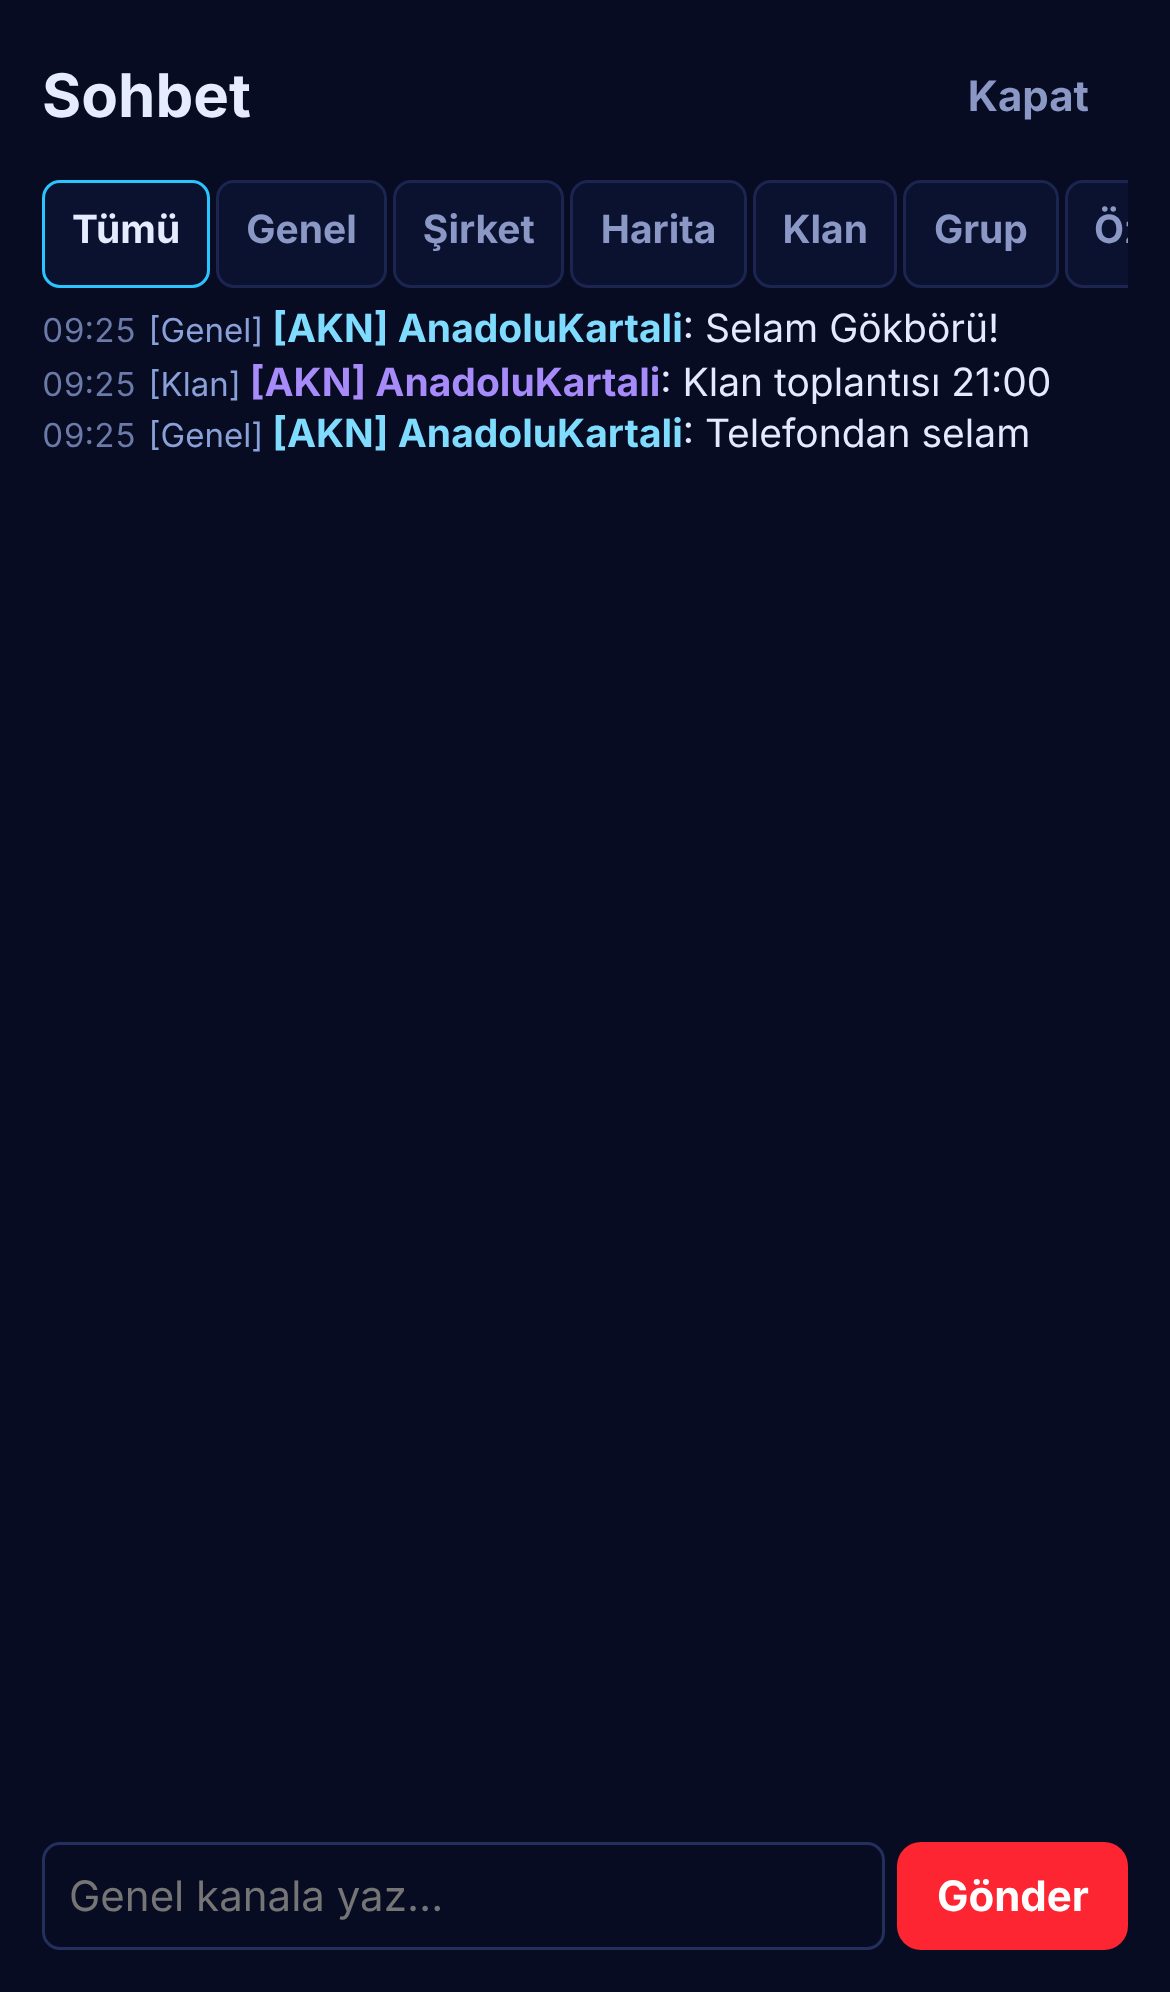 Sohbet Kapat
Tümü Genel Şirket Harita Klan Grup
09:25 [Genel] [AKN] AnadoluKartali: Selam Gökbörü!
09:25 [Klan] [AKN] AnadoluKartali: Klan toplantısı 21:00
09:25 [Genel] [AKN] AnadoluKartali: Telefondan selam
Genel kanala yaz... Gönder